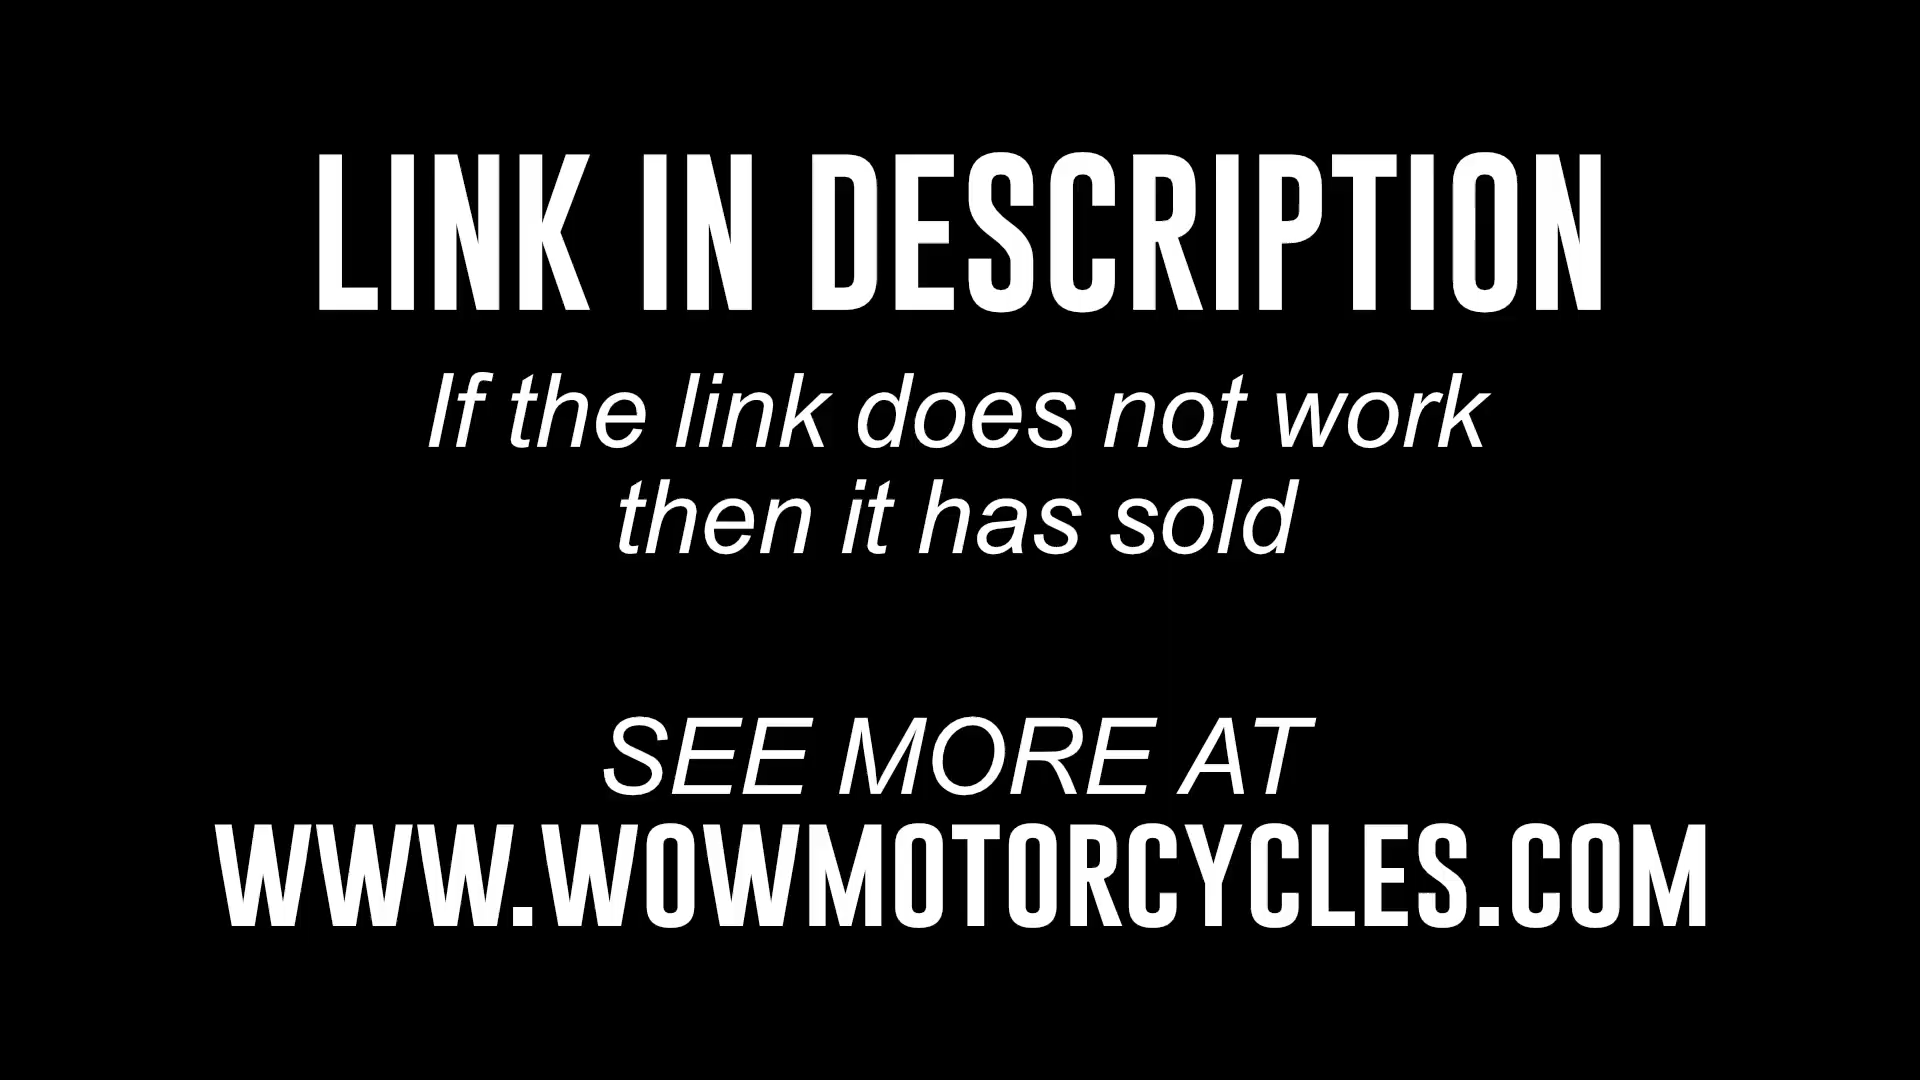 LINK IN DESCRIPTION
If the link does not work
then it has sold
SEE MORE AT
WWW.WOWMOTORCYCLES.COM